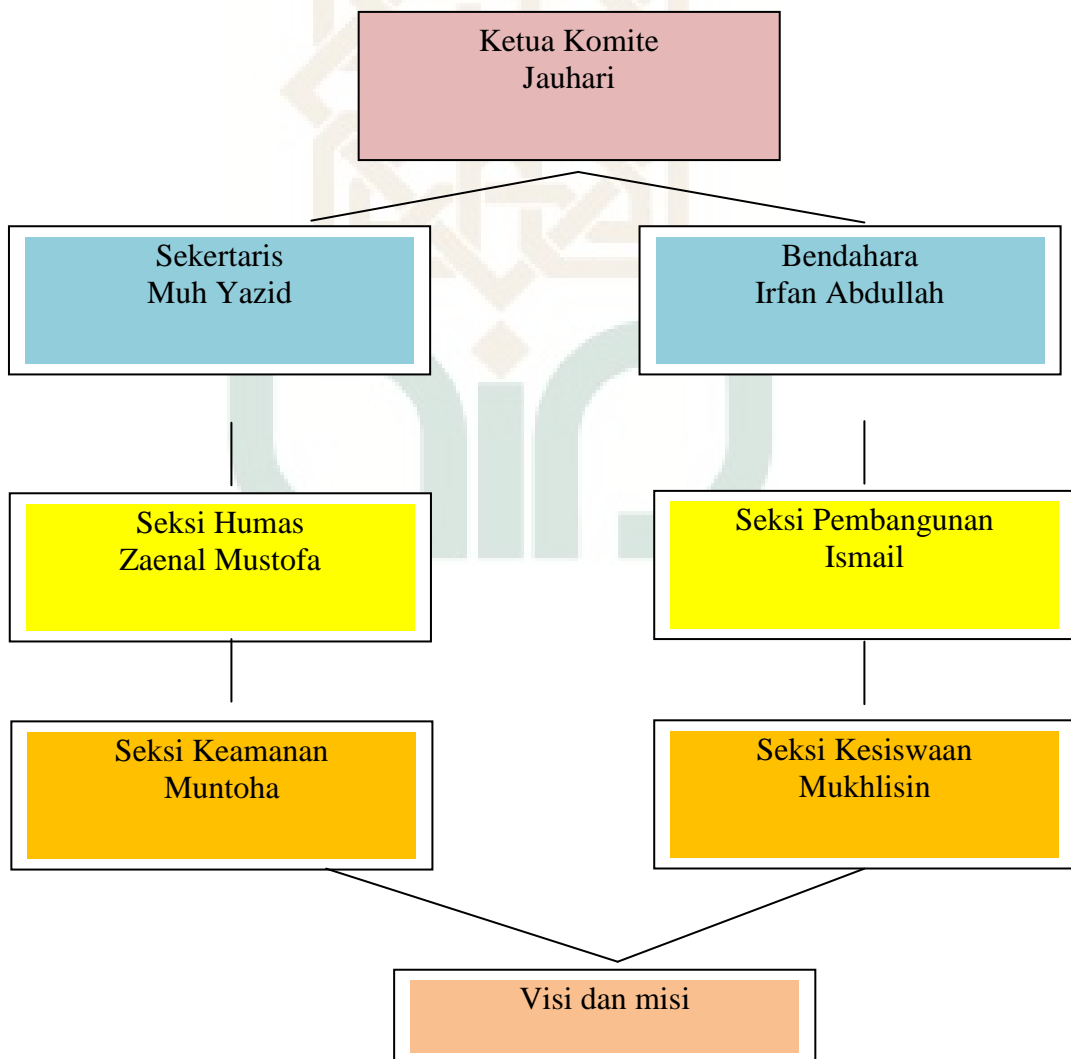 Ketua Komite
Jauhari
Sekertaris
Muh Yazid
Bendahara
Irfan Abdullah
Seksi Humas
Zaenal Mustofa
Seksi Pembangunan
Ismail
Seksi Keamanan
Muntoha
Seksi Kesiswaan
Mukhlisin
Visi dan misi